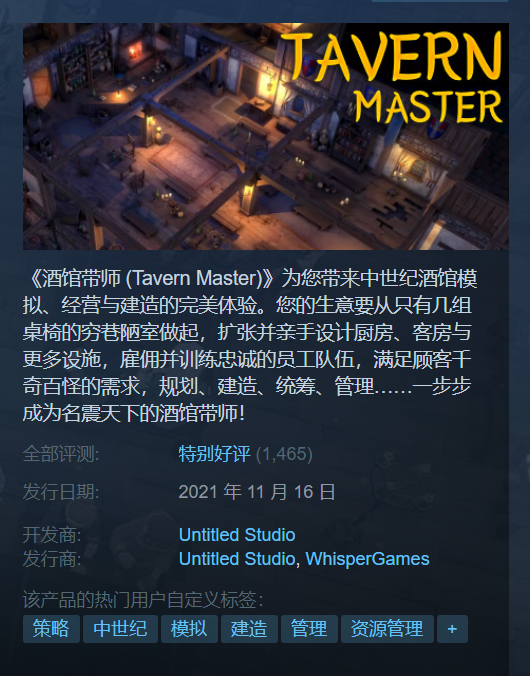 TAVERN
MASTER
《酒馆带师 (Tavern Master)》为您带来中世纪酒馆模
拟、经营与建造的完美体验。您的生意要从只有几组
桌椅的穷巷陋室做起，扩张并亲手设计厨房、客房与
更多设施，雇佣并训练忠诚的员工队伍，满足顾客千
奇百怪的需求，规划、建造、统筹、管理……一步步
成为名震天下的酒馆带师！
全部评测: 特别好评 (1,465)
发行日期: 2021 年 11 月 16 日
开发商: Untitled Studio
发行商: Untitled Studio, WhisperGames
该产品的热门用户自定义标签:
策略 中世纪 模拟 建造 管理 资源管理 +